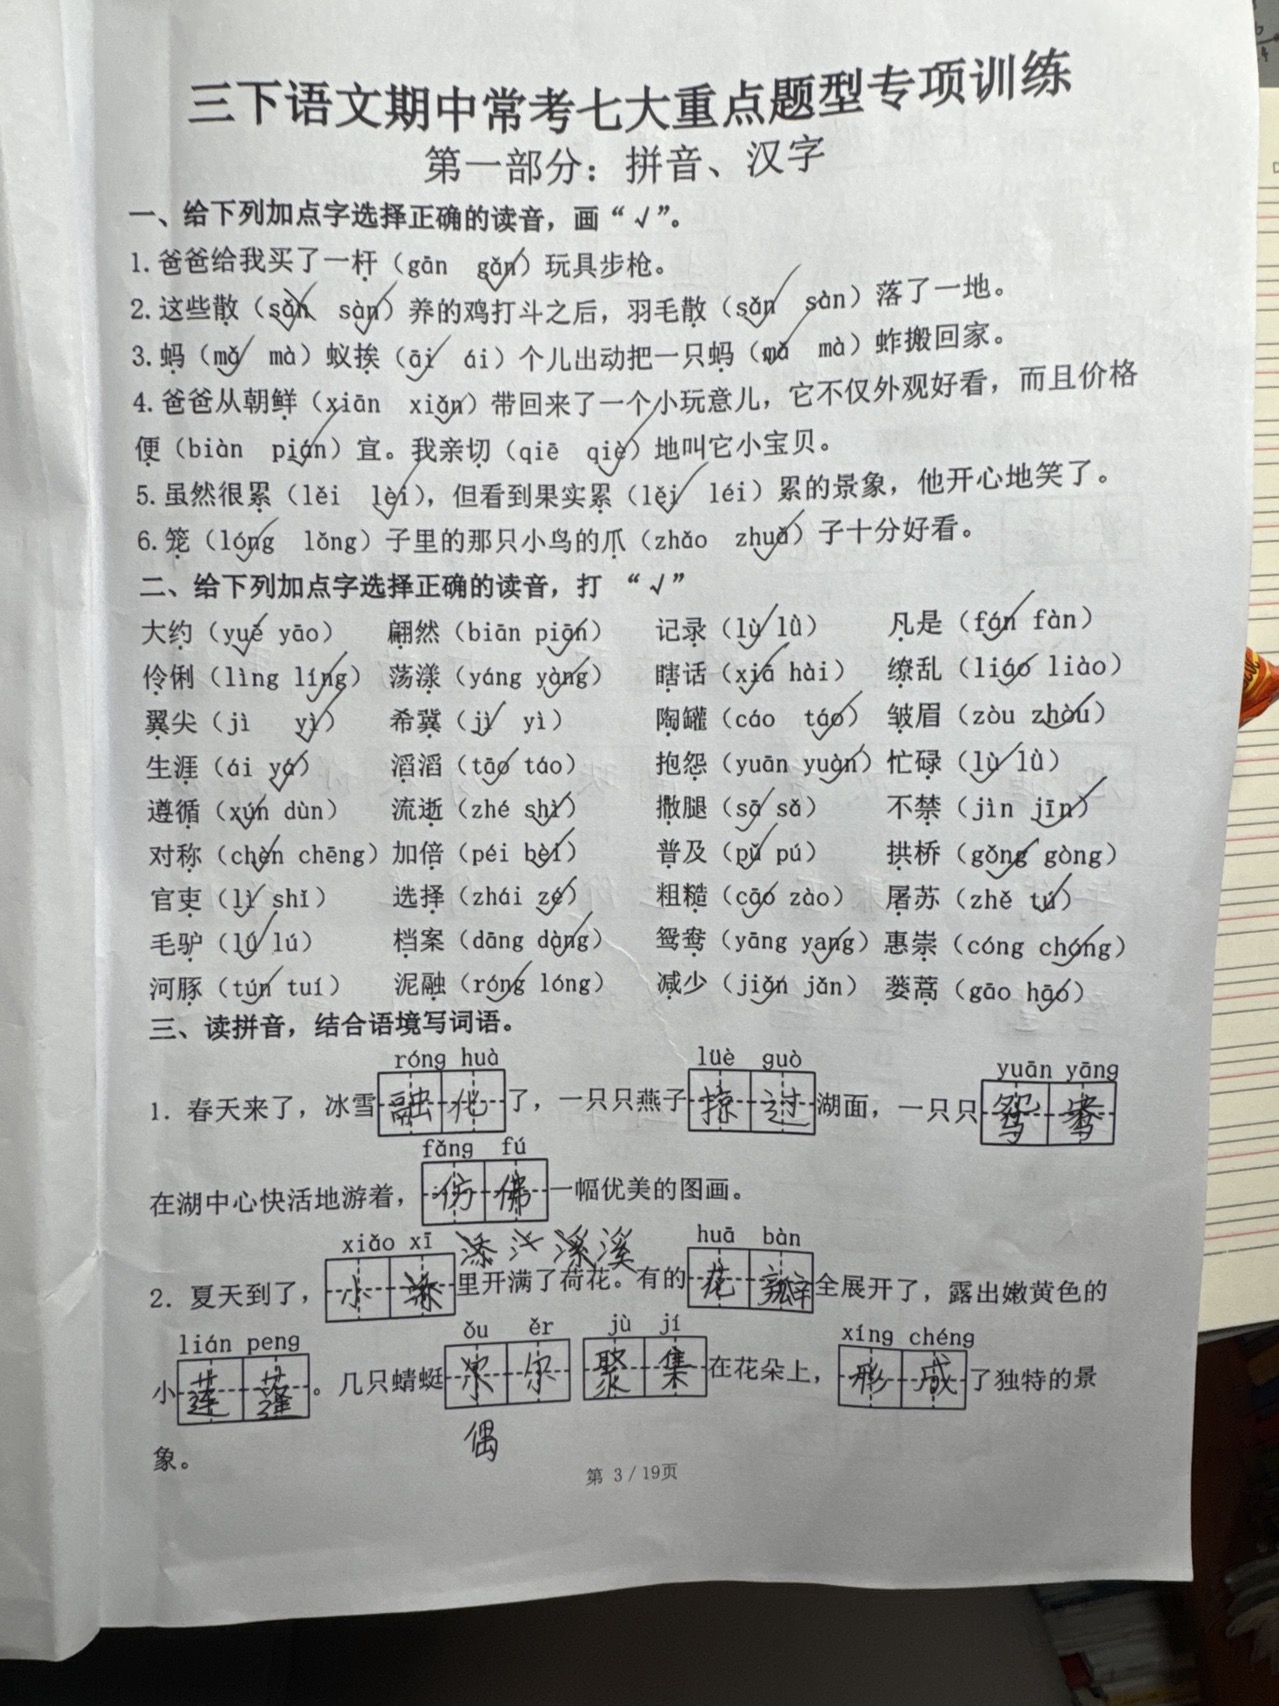 三下语文期中常考七大重点题型专项训练
第一部分：拼音、汉字
一、给下列加点字选择正确的读音，画“√”。
1.爸爸给我买了一杆（gān gǎn）玩具步枪。
2.这些散（sǎn sàn）养的鸡打斗之后，羽毛散（sǎn sàn）落了一地。
3.蚂（mǎ mà）蚁挨（āi ái）个儿出动把一只蚂（mǎ mà）蚱搬回家。
4.爸爸从朝鲜（xiān xiǎn）带回来了一个小玩意儿，它不仅外观好看，而且价格
便（biàn pián）宜。我亲切（qiē qiè）地叫它小宝贝。
5.虽然很累（lěi lèi），但看到果实累（lěi léi）累的景象，他开心地笑了。
6.笼（lóng lǒng）子里的那只小鸟的爪（zhǎo zhuǎ）子十分好看。
二、给下列加点字选择正确的读音，打 “√”
大约（yuē yāo） 翩然（biān piān） 记录（lù lǜ） 凡是（fán fàn）
伶俐（lìng líng） 荡漾（yáng yàng） 瞎话（xiā hài） 缭乱（liáo liào）
翼尖（jì yì） 希冀（jì yì） 陶罐（cáo táo） 皱眉（zòu zhòu）
生涯（ái yá） 滔滔（tāo táo） 抱怨（yuān yuàn） 忙碌（lù lǜ）
遵循（xún dùn） 流逝（zhé shì） 撒腿（sā sǎ） 不禁（jìn jīn）
对称（chèn chēng） 加倍（péi bèi） 普及（pǔ pú） 拱桥（gǒng gòng）
官吏（lì shǐ） 选择（zhái zé） 粗糙（cāo zào） 屠苏（zhě tú）
毛驴（lǘ lú） 档案（dāng dàng） 鸳鸯（yāng yang） 惠崇（cóng chóng）
河豚（tún tuí） 泥融（róng lóng） 减少（jiǎn jǎn） 蒌蒿（gāo hāo）
三、读拼音，结合语境写词语。
róng huà lüè guò yuān yāng
1. 春天来了，冰雪融化了，一只只燕子掠过湖面，一只只鸳鸯
fǎng fú
在湖中心快活地游着，仿佛一幅优美的图画。
xiǎo xī 溪 huā bàn
2. 夏天到了，小里开满了荷花。有的花瓣全展开了，露出嫩黄色的
lián peng ǒu ěr jù jí xíng chéng
小莲蓬。几只蜻蜓尔聚集在花朵上，形成了独特的景
偶
象。
第 3 / 19页